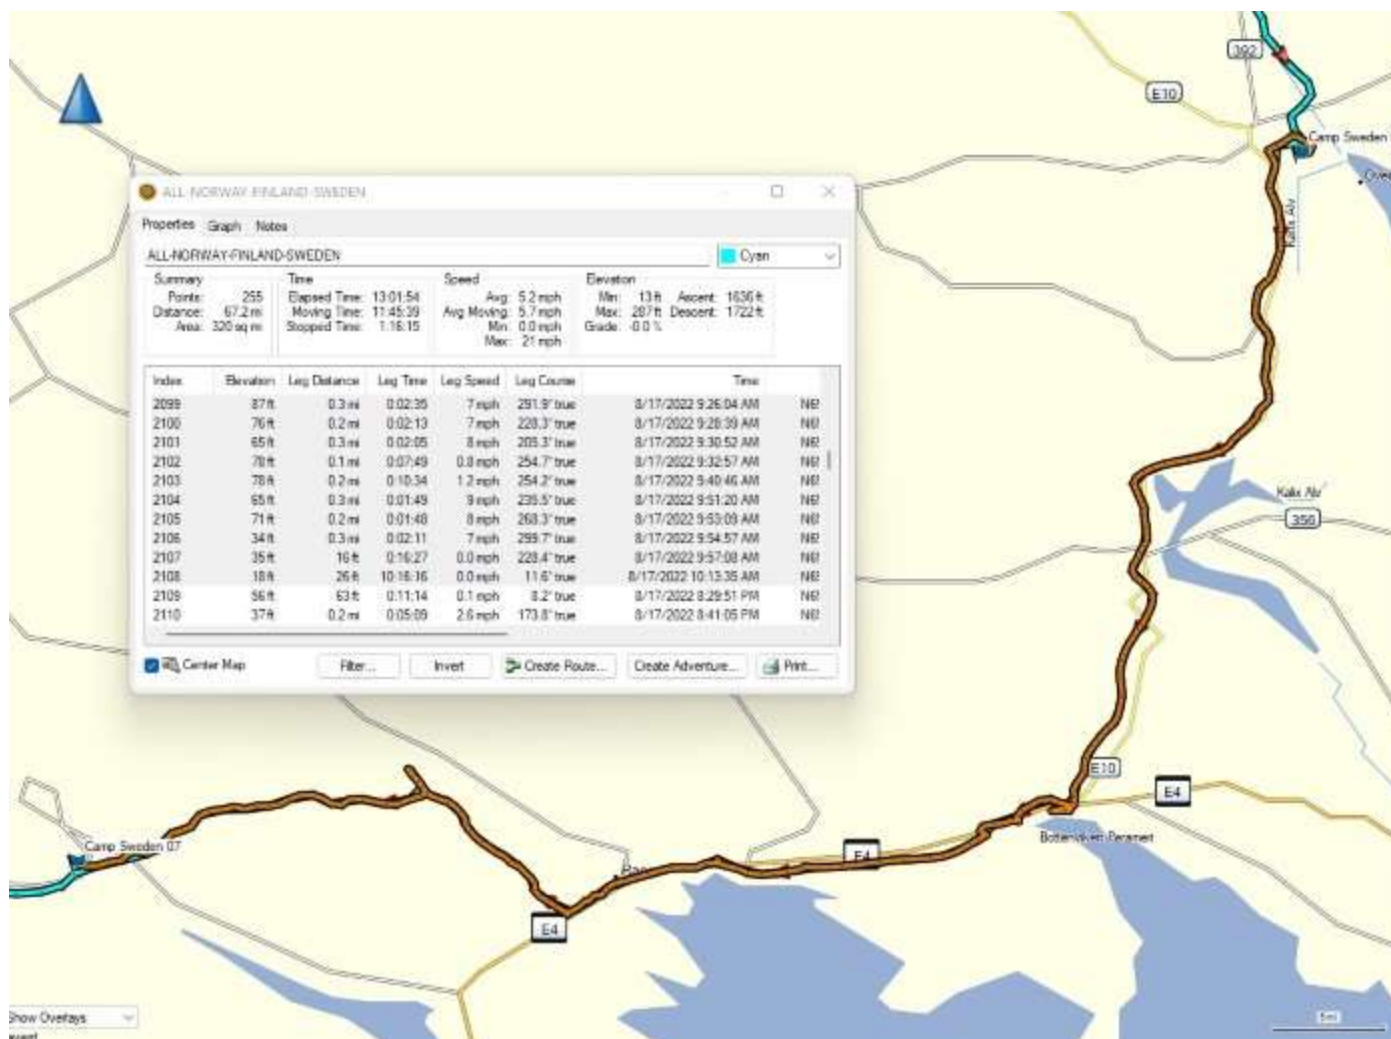 392
E10
Camp Sweden
Kalix Alv
ALL-NORWAY-FINLAND-SWEDEN
Properties Graph Notes
ALL-NORWAY-FINLAND-SWEDEN Cyan
Summary Time Speed Elevation
Points: 255 Elapsed Time: 13:01:54 Avg: 5.2 mph Min: 13 ft Ascent: 1636 ft
Distance: 67.2 mi Moving Time: 11:45:39 Avg Moving: 5.7 mph Max: 287 ft Descent: 1722 ft
Area: 320 sq mi Stopped Time: 1:16:15 Min: 0.0 mph Grade: -0.0 %
Max: 21 mph
Index Elevation Leg Distance Leg Time Leg Speed Leg Course Time
2099 87 ft 0.3 mi 0:02:35 7 mph 291.9° true 8/17/2022 9:26:04 AM N6
2100 76 ft 0.2 mi 0:02:13 7 mph 228.3° true 8/17/2022 9:28:39 AM N6
2101 65 ft 0.3 mi 0:02:05 8 mph 205.3° true 8/17/2022 9:30:52 AM N6
2102 78 ft 0.1 mi 0:07:49 0.8 mph 254.7° true 8/17/2022 9:32:57 AM N6
2103 78 ft 0.2 mi 0:10:34 1.2 mph 254.2° true 8/17/2022 9:40:46 AM N6
2104 65 ft 0.3 mi 0:01:49 9 mph 239.5° true 8/17/2022 9:51:20 AM N6
2105 71 ft 0.2 mi 0:01:48 8 mph 268.3° true 8/17/2022 9:53:09 AM N6
2106 34 ft 0.3 mi 0:02:11 7 mph 299.7° true 8/17/2022 9:54:57 AM N6
2107 35 ft 16 ft 0:16:27 0.0 mph 228.4° true 8/17/2022 9:57:08 AM N6
2108 18 ft 26 ft 10:16:16 0.0 mph 11.6° true 8/17/2022 10:13:35 AM N6
2109 56 ft 63 ft 0:11:14 0.1 mph 8.2° true 8/17/2022 8:29:51 PM N6
2110 37 ft 0.2 mi 0:05:09 2.6 mph 173.8° true 8/17/2022 8:41:05 PM N6
Center Map Filter... Invert Create Route... Create Adventure... Print...
Kalix Alv
356
E10
E4
Camp Sweden 07
E4
E4
Show Overlays
5mi